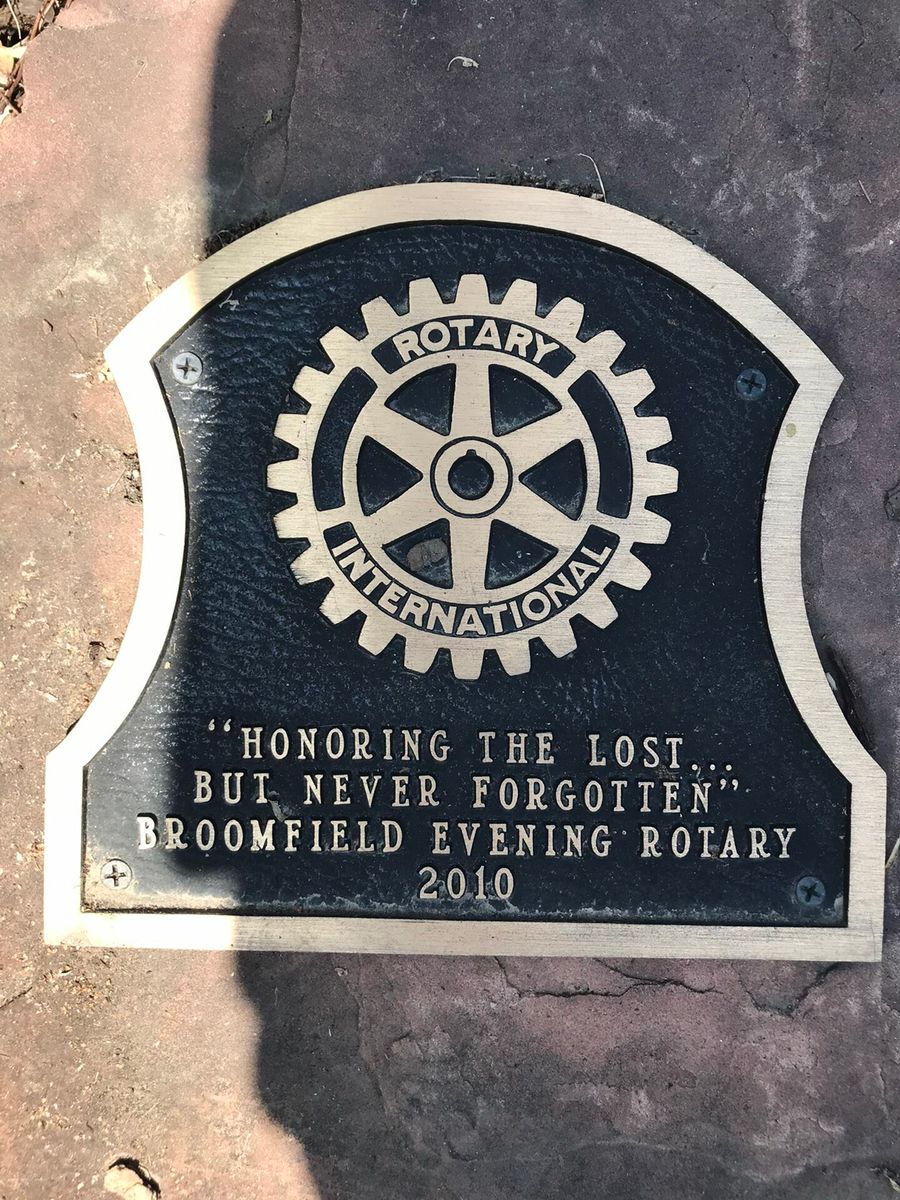 ROTARY
INTERNATIONAL
“HONORING THE LOST...
BUT NEVER FORGOTTEN”
BROOMFIELD EVENING ROTARY
2010